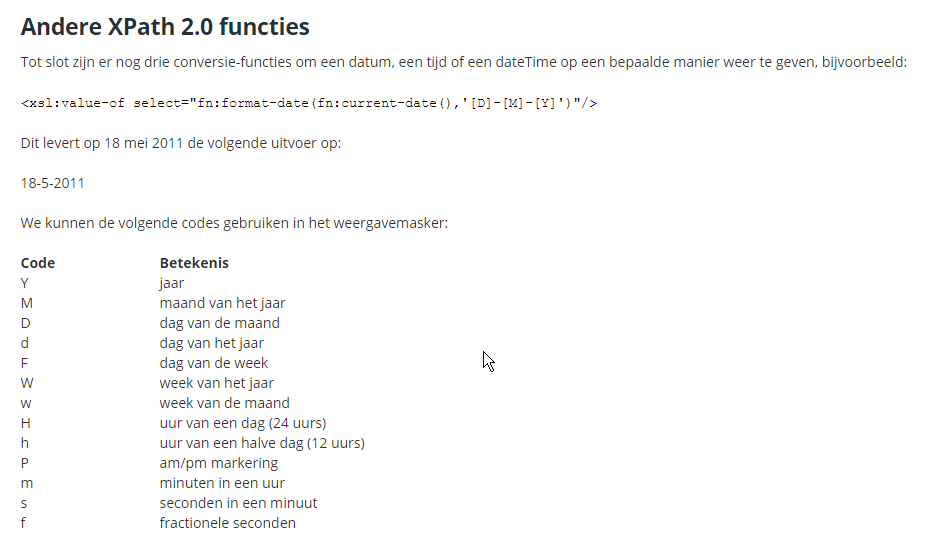 Andere XPath 2.0 functies
Tot slot zijn er nog drie conversie-functies om een datum, een tijd of een dateTime op een bepaalde manier weer te geven, bijvoorbeeld:
<xsl:value-of select="fn:format-date(fn:current-date(),'[D]-[M]-[Y]')"/>
Dit levert op 18 mei 2011 de volgende uitvoer op:
18-5-2011
We kunnen de volgende codes gebruiken in het weergavemasker:
Code Betekenis
Y jaar
M maand van het jaar
D dag van de maand
d dag van het jaar
F dag van de week
W week van het jaar
w week van de maand
H uur van een dag (24 uurs)
h uur van een halve dag (12 uurs)
P am/pm markering
m minuten in een uur
s seconden in een minuut
f fractionele seconden